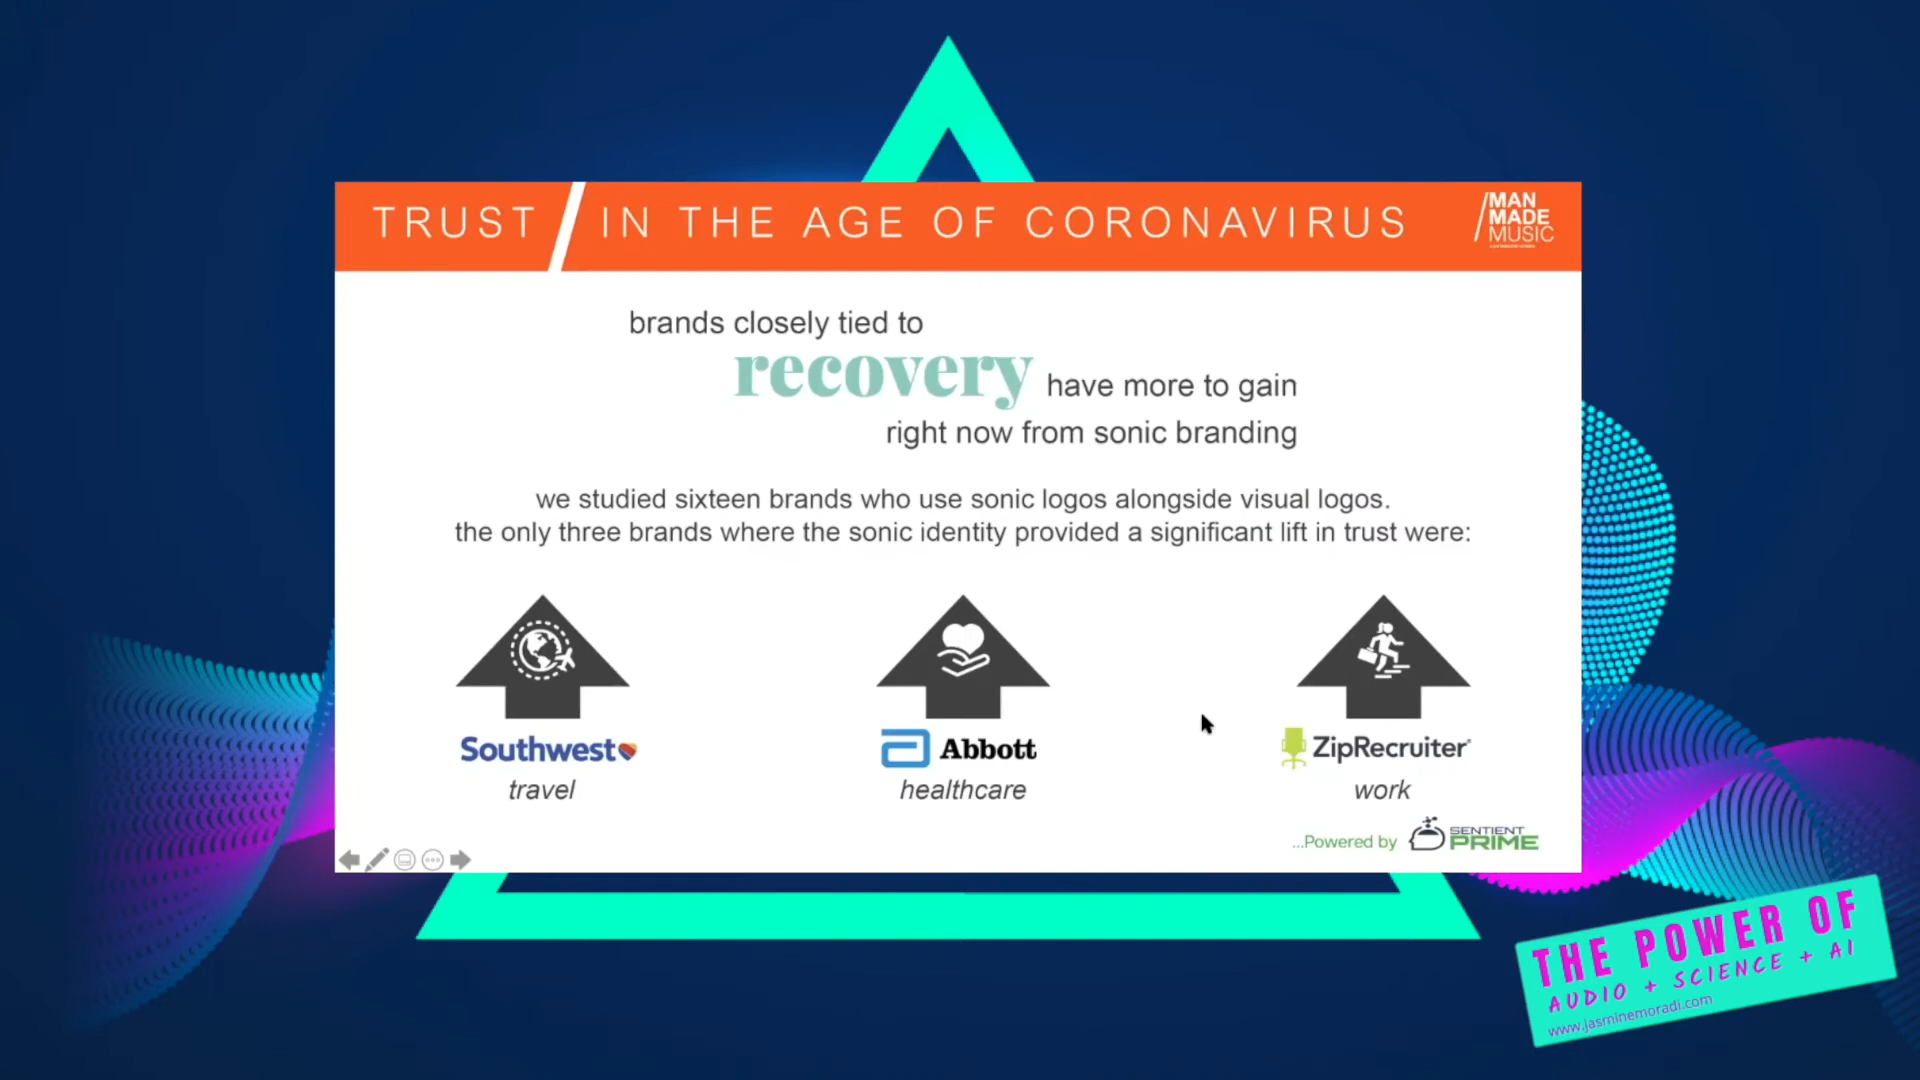 TRUST / IN THE AGE OF CORONAVIRUS
/MAN
MADE
MUSIC
brands closely tied to
recovery have more to gain
right now from sonic branding
we studied sixteen brands who use sonic logos alongside visual logos.
the only three brands where the sonic identity provided a significant lift in trust were:
Southwest
travel
Abbott
healthcare
ZipRecruiter
work
...Powered by SENTIENT PRIME
THE POWER OF
AUDIO + SCIENCE + AI
www.jasminemoradi.com